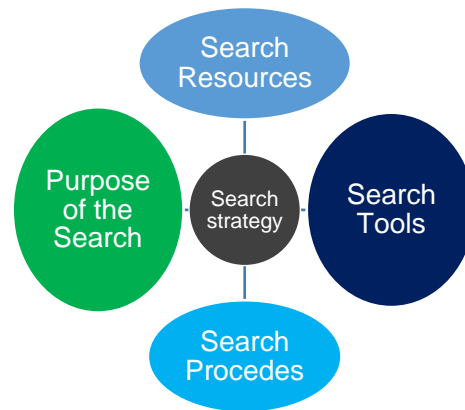 Search
Resources
Purpose
of the
Search
Search
strategy
Search
Tools
Search
Procedes